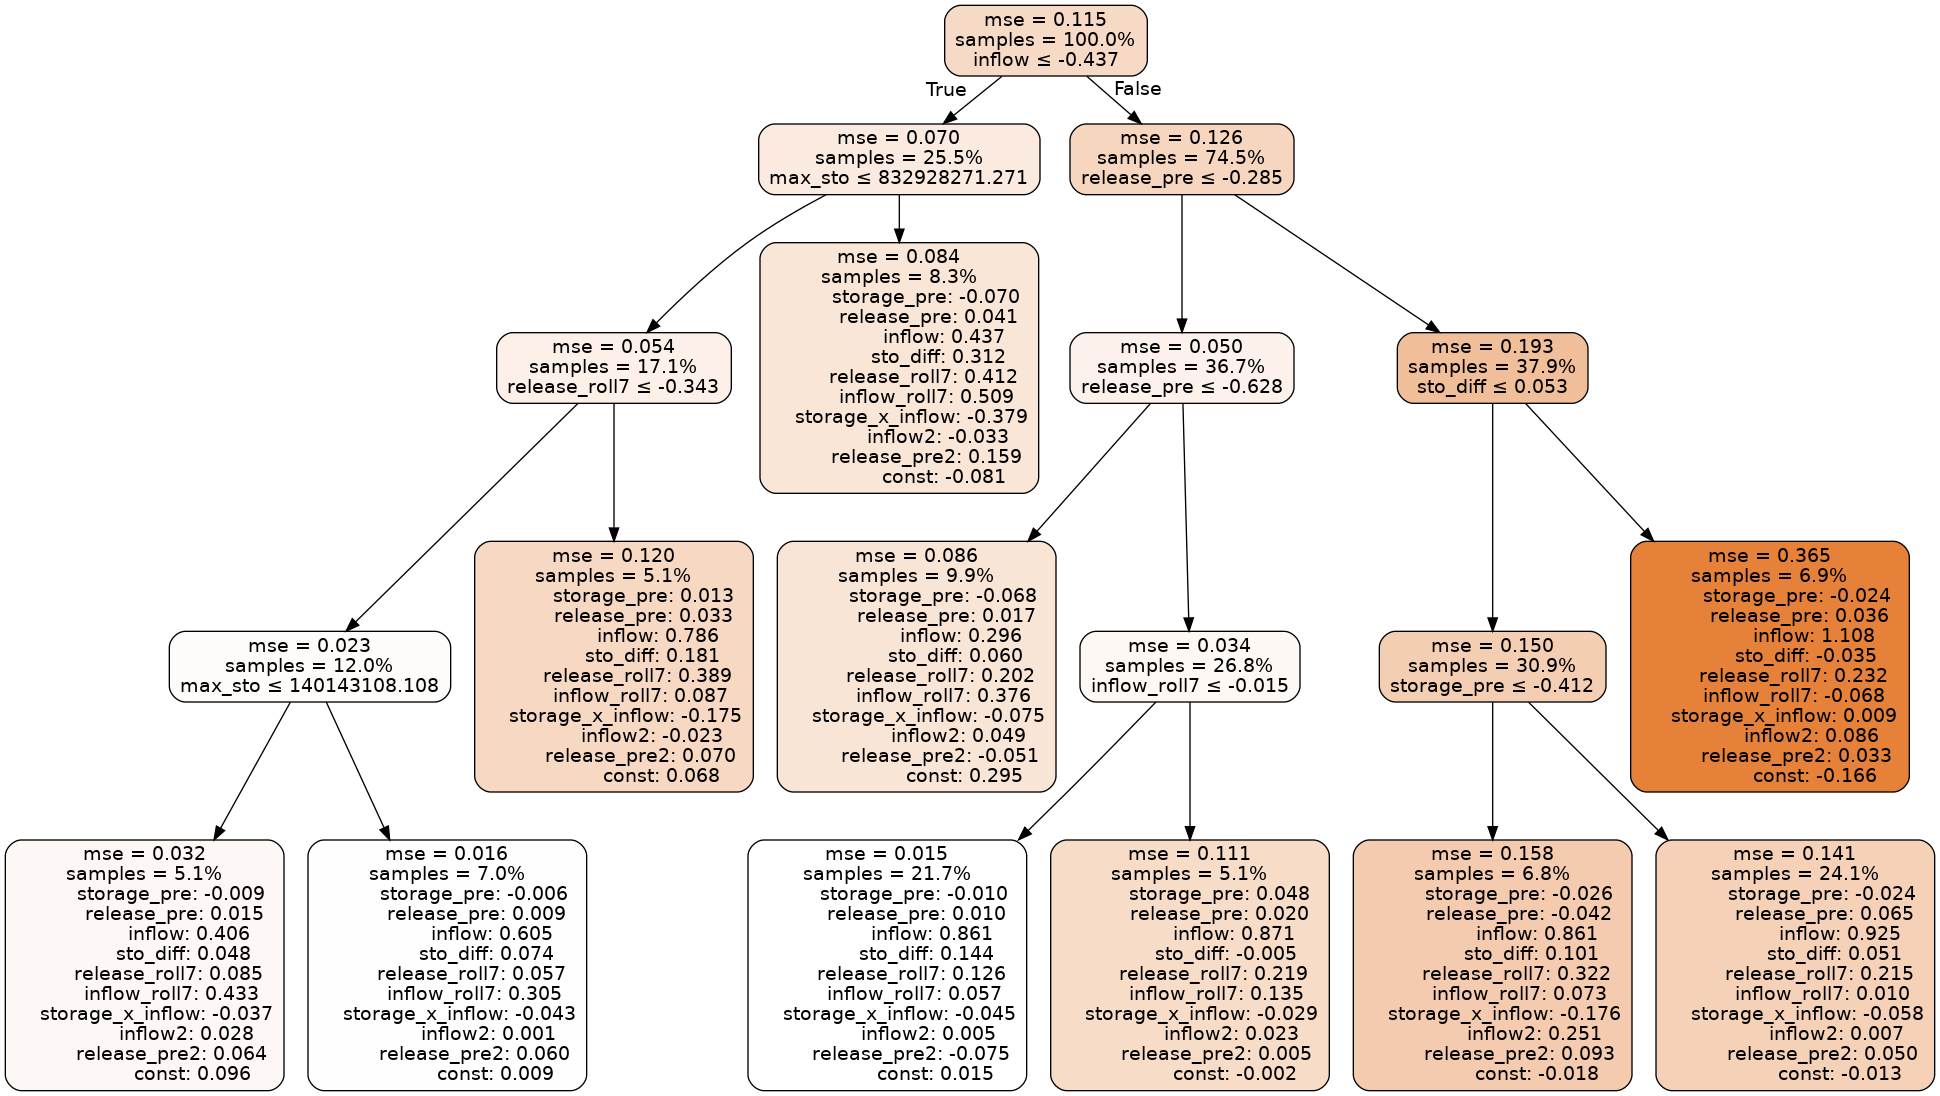 mse = 0.115
samples = 100.0%
inflow ≤ -0.437
True
False
mse = 0.070
samples = 25.5%
max_sto ≤ 832928271.271
mse = 0.126
samples = 74.5%
release_pre ≤ -0.285
mse = 0.084
samples = 8.3%
storage_pre: -0.070
release_pre: 0.041
inflow: 0.437
sto_diff: 0.312
release_roll7: 0.412
inflow_roll7: 0.509
storage_x_inflow: -0.379
inflow2: -0.033
release_pre2: 0.159
const: -0.081
mse = 0.054
samples = 17.1%
release_roll7 ≤ -0.343
mse = 0.050
samples = 36.7%
release_pre ≤ -0.628
mse = 0.193
samples = 37.9%
sto_diff ≤ 0.053
mse = 0.120
samples = 5.1%
storage_pre: 0.013
release_pre: 0.033
inflow: 0.786
sto_diff: 0.181
release_roll7: 0.389
inflow_roll7: 0.087
storage_x_inflow: -0.175
inflow2: -0.023
release_pre2: 0.070
const: 0.068
mse = 0.086
samples = 9.9%
storage_pre: -0.068
release_pre: 0.017
inflow: 0.296
sto_diff: 0.060
release_roll7: 0.202
inflow_roll7: 0.376
storage_x_inflow: -0.075
inflow2: 0.049
release_pre2: -0.051
const: 0.295
mse = 0.365
samples = 6.9%
storage_pre: -0.024
release_pre: 0.036
inflow: 1.108
sto_diff: -0.035
release_roll7: 0.232
inflow_roll7: -0.068
storage_x_inflow: 0.009
inflow2: 0.086
release_pre2: 0.033
const: -0.166
mse = 0.023
samples = 12.0%
max_sto ≤ 140143108.108
mse = 0.034
samples = 26.8%
inflow_roll7 ≤ -0.015
mse = 0.150
samples = 30.9%
storage_pre ≤ -0.412
mse = 0.032
samples = 5.1%
storage_pre: -0.009
release_pre: 0.015
inflow: 0.406
sto_diff: 0.048
release_roll7: 0.085
inflow_roll7: 0.433
storage_x_inflow: -0.037
inflow2: 0.028
release_pre2: 0.064
const: 0.096
mse = 0.016
samples = 7.0%
storage_pre: -0.006
release_pre: 0.009
inflow: 0.605
sto_diff: 0.074
release_roll7: 0.057
inflow_roll7: 0.305
storage_x_inflow: -0.043
inflow2: 0.001
release_pre2: 0.060
const: 0.009
mse = 0.015
samples = 21.7%
storage_pre: -0.010
release_pre: 0.010
inflow: 0.861
sto_diff: 0.144
release_roll7: 0.126
inflow_roll7: 0.057
storage_x_inflow: -0.045
inflow2: 0.005
release_pre2: -0.075
const: 0.015
mse = 0.111
samples = 5.1%
storage_pre: 0.048
release_pre: 0.020
inflow: 0.871
sto_diff: -0.005
release_roll7: 0.219
inflow_roll7: 0.135
storage_x_inflow: -0.029
inflow2: 0.023
release_pre2: 0.005
const: -0.002
mse = 0.158
samples = 6.8%
storage_pre: -0.026
release_pre: -0.042
inflow: 0.861
sto_diff: 0.101
release_roll7: 0.322
inflow_roll7: 0.073
storage_x_inflow: -0.176
inflow2: 0.251
release_pre2: 0.093
const: -0.018
mse = 0.141
samples = 24.1%
storage_pre: -0.024
release_pre: 0.065
inflow: 0.925
sto_diff: 0.051
release_roll7: 0.215
inflow_roll7: 0.010
storage_x_inflow: -0.058
inflow2: 0.007
release_pre2: 0.050
const: -0.013